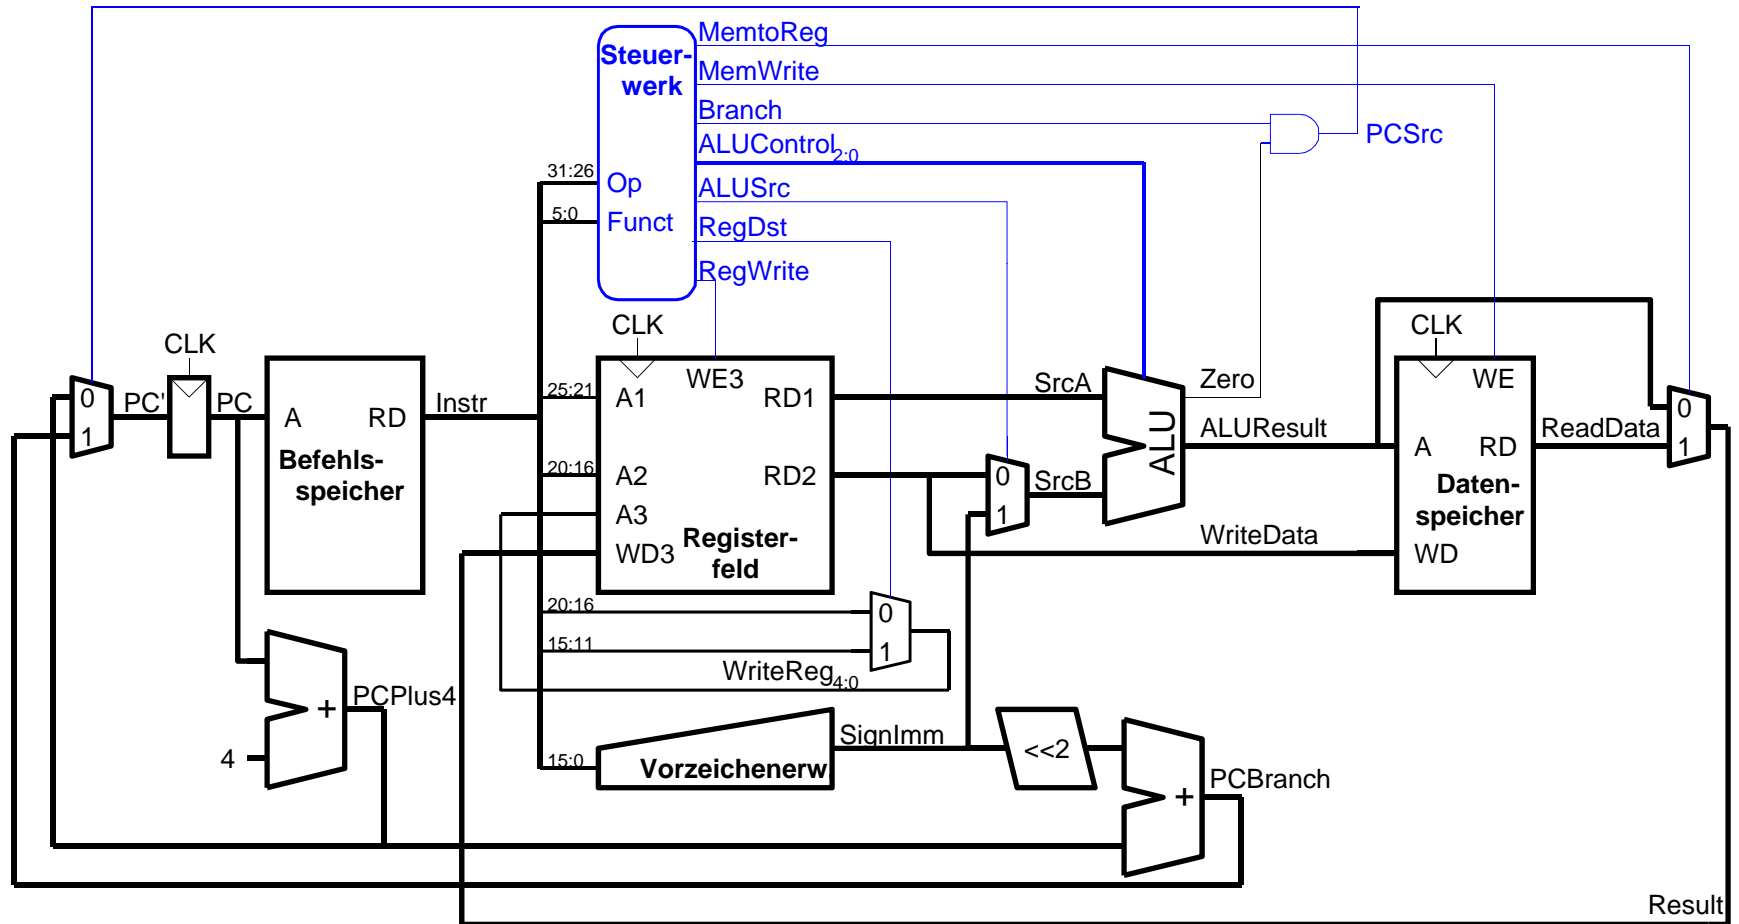 MemtoReg
Steuer-
werk
MemWrite
Branch
PCSrc
ALUControl2:0
31:26
Op
ALUSrc
5:0
Funct
RegDst
RegWrite
CLK
CLK
CLK
0
1
PC'
PC
A
RD
Befehls-
speicher
Instr
25:21
A1
WE3
RD1
20:16
A2
RD2
A3
WD3
Register-
feld
SrcA
0
1
SrcB
ALU
Zero
ALUResult
WriteData
WE
A
RD
Daten-
speicher
WD
ReadData
0
1
20:16
0
15:11
1
WriteReg4:0
PCPlus4
+
4
SignImm
15:0
Vorzeichenerw.
<<2
+
PCBranch
Result